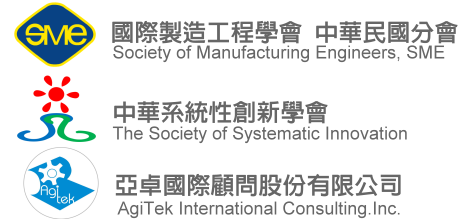 SME
國際製造工程學會 中華民國分會
Society of Manufacturing Engineers, SME
中華系統性創新學會
The Society of Systematic Innovation
Agitek
亞卓國際顧問股份有限公司
AgiTek International Consulting.Inc.